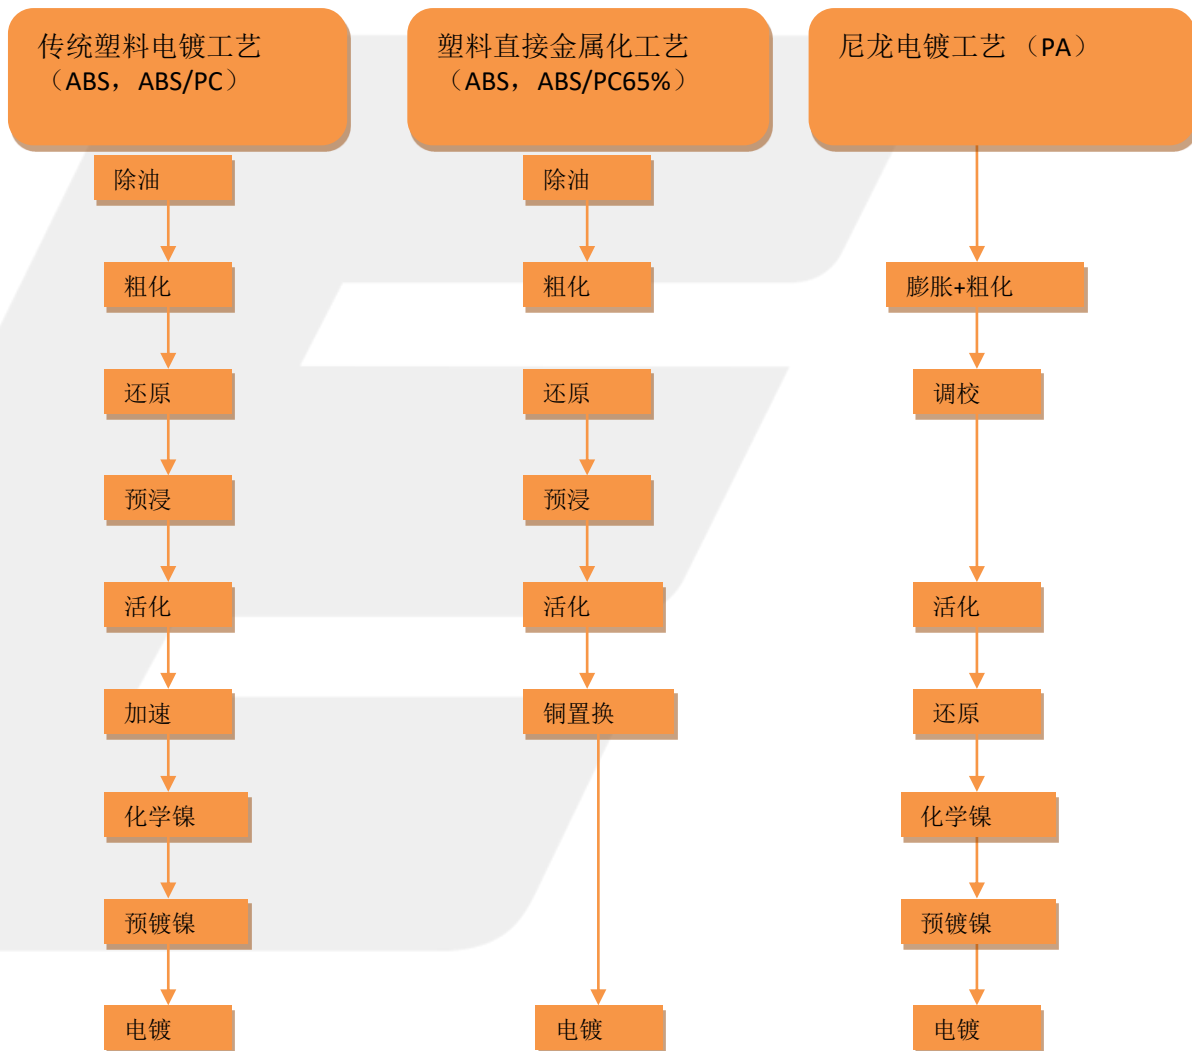 传统塑料电镀工艺
（ABS，ABS/PC）
除油
粗化
还原
预浸
活化
加速
化学镍
预镀镍
电镀
塑料直接金属化工艺
（ABS，ABS/PC65%）
除油
粗化
还原
预浸
活化
铜置换
电镀
尼龙电镀工艺（PA）
膨胀+粗化
调校
活化
还原
化学镍
预镀镍
电镀